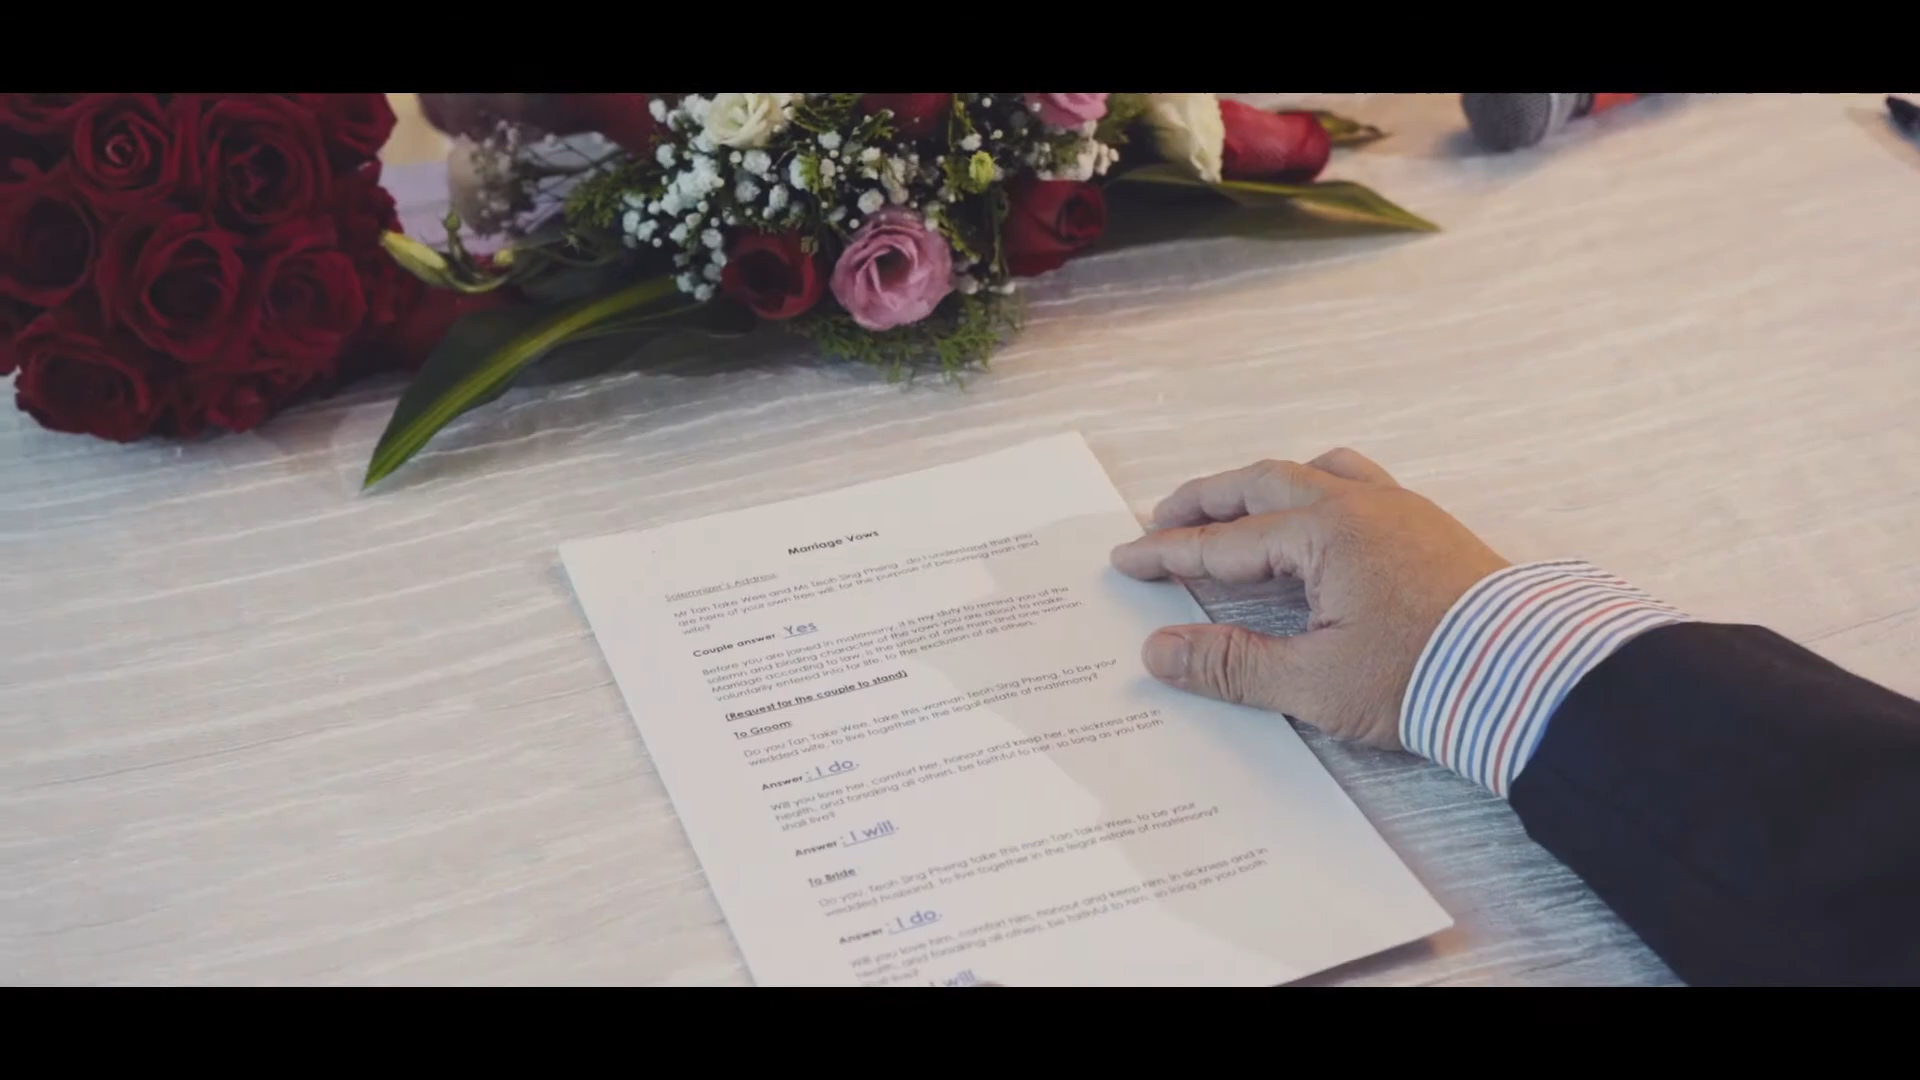 Marriage Vows
Solemnizer's Address
Mr Tan Take Wee and Ms Teoh Sing Pheng, do I understand that you
are here of your own free will, for the purpose of becoming man and
wife?
Couple answer: Yes
Before you are joined in matrimony, it is my duty to remind you of the
solemn and binding character of the vows you are about to make.
Marriage according to law, is the union of one man and one woman,
voluntarily entered into for life, to the exclusion of all others.
(Request for the couple to stand)
To Groom:
Do you Tan Take Wee, take this woman Teoh Sing Pheng, to be your
wedded wife, to live together in the legal estate of matrimony?
Answer: I do.
Will you love her, comfort her, honour and keep her, in sickness and in
health, and forsaking all others, be faithful to her, so long as you both
shall live?
Answer: I will.
To Bride:
Do you, Teoh Sing Pheng take this man Tan Take Wee, to be your
wedded husband, to live together in the legal estate of matrimony?
Answer: I do.
Will you love him, comfort him, honour and keep him, in sickness and in
health, and forsaking all others, be faithful to him, so long as you both
shall live?
I will.